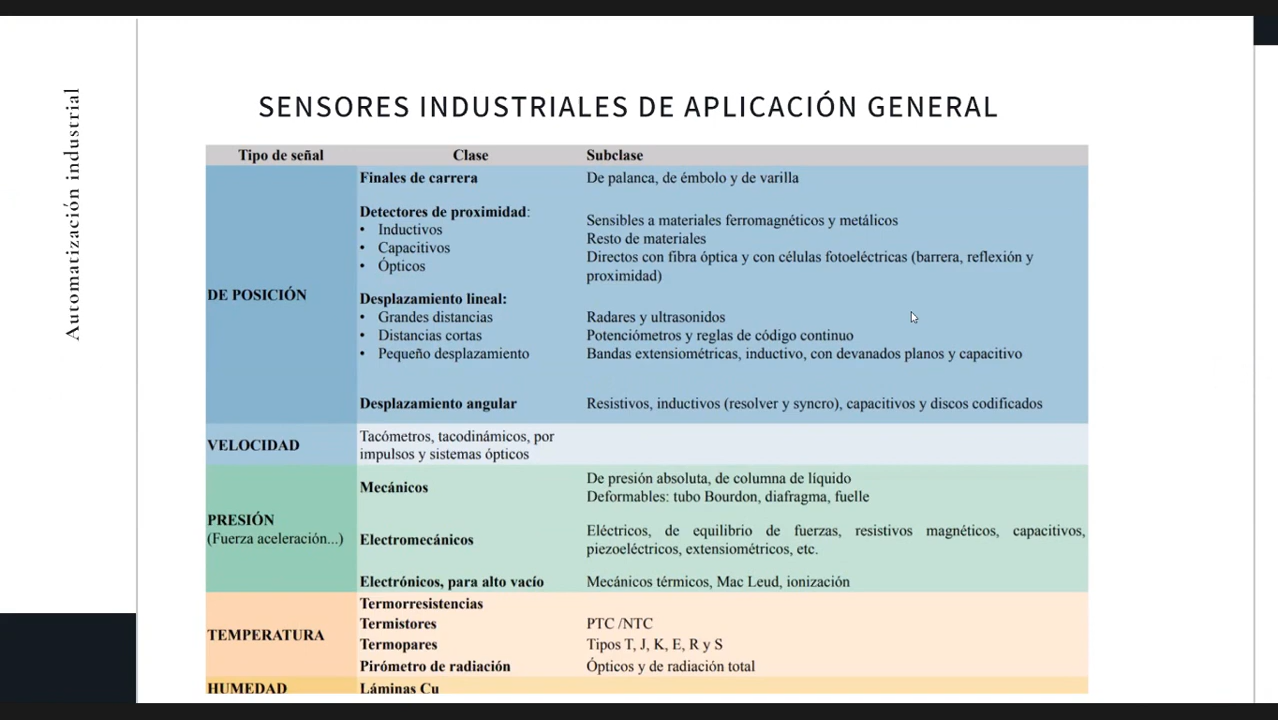 Automatización industrial
SENSORES INDUSTRIALES DE APLICACIÓN GENERAL
Tipo de señal Clase Subclase
DE POSICIÓN
Finales de carrera De palanca, de émbolo y de varilla
Detectores de proximidad:
• Inductivos Sensibles a materiales ferromagnéticos y metálicos
• Capacitivos Resto de materiales
• Ópticos Directos con fibra óptica y con células fotoeléctricas (barrera, reflexión y
proximidad)
Desplazamiento lineal:
• Grandes distancias Radares y ultrasonidos
• Distancias cortas Potenciómetros y reglas de código continuo
• Pequeño desplazamiento Bandas extensiométricas, inductivo, con devanados planos y capacitivo
Desplazamiento angular Resistivos, inductivos (resolver y syncro), capacitivos y discos codificados
VELOCIDAD
Tacómetros, tacodinámicos, por
impulsos y sistemas ópticos
PRESIÓN
(Fuerza aceleración...)
Mecánicos
De presión absoluta, de columna de líquido
Deformables: tubo Bourdon, diafragma, fuelle
Electromecánicos
Eléctricos, de equilibrio de fuerzas, resistivos magnéticos, capacitivos,
piezoeléctricos, extensiométricos, etc.
Electrónicos, para alto vacío Mecánicos térmicos, Mac Leud, ionización
TEMPERATURA
Termorresistencias
Termistores PTC /NTC
Termopares Tipos T, J, K, E, R y S
Pirómetro de radiación Ópticos y de radiación total
HUMEDAD Láminas Cu